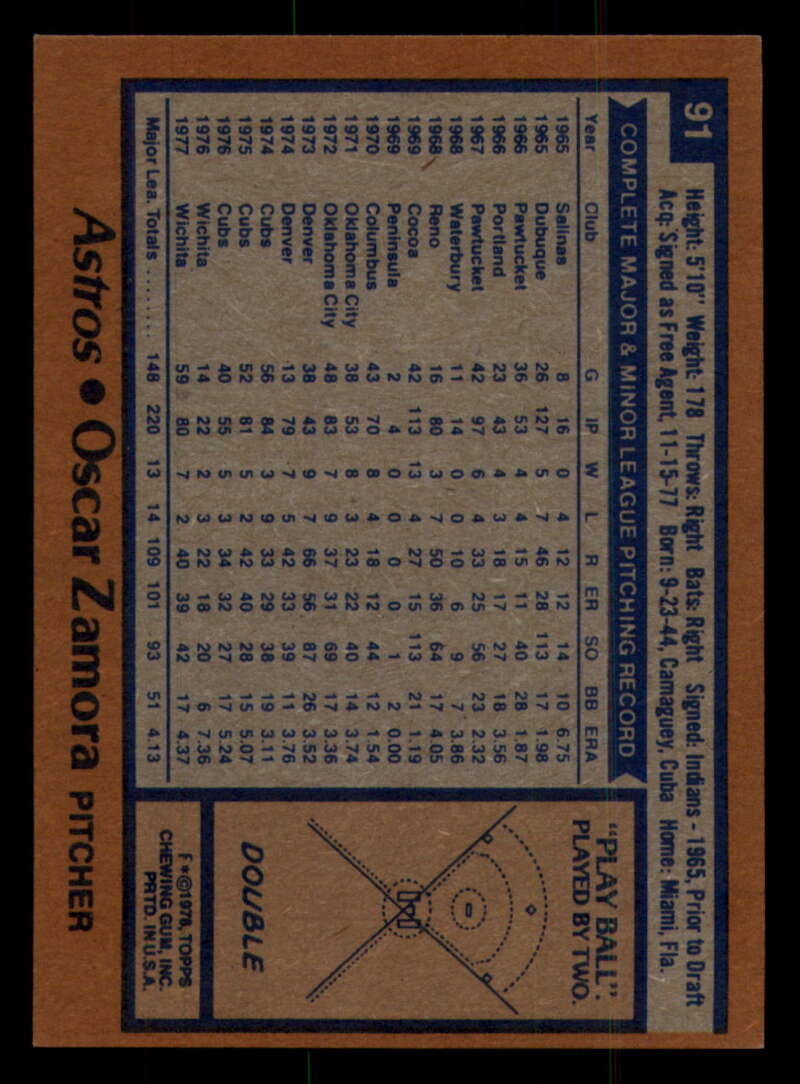 91
Height: 5'10" Weight: 178 Throws: Right Bats: Right Signed: Indians - 1965, Prior to Draft
Acq: Signed as Free Agent, 11-15-77 Born: 9-23-44, Camaguey, Cuba Home: Miami, Fla.
COMPLETE MAJOR & MINOR LEAGUE PITCHING RECORD
Year Club G IP W L R ER SO BB ERA
1965 Salinas 8 16 0 4 12 12 14 10 6.75
1965 Dubuque 26 127 5 7 46 28 113 17 1.98
1966 Pawtucket 36 53 4 4 15 11 40 28 1.87
1966 Portland 23 43 4 3 18 17 27 18 3.56
1967 Pawtucket 42 97 6 4 33 25 56 23 2.32
1968 Waterbury 11 14 0 0 10 6 9 7 3.86
1968 Reno 16 80 3 7 50 36 64 17 4.05
1969 Cocoa 42 113 13 4 27 15 113 21 1.19
1969 Peninsula 2 4 0 0 0 0 1 2 0.00
1970 Columbus 43 70 8 4 18 12 44 12 1.54
1971 Oklahoma City 38 53 8 3 23 22 40 14 3.74
1972 Oklahoma City 48 83 7 9 37 31 69 17 3.36
1973 Denver 38 43 9 7 66 56 87 26 3.52
1974 Denver 13 79 7 5 42 33 39 11 3.76
1974 Cubs 56 84 3 9 33 29 38 19 3.11
1975 Cubs 52 81 5 2 42 40 28 15 5.07
1976 Cubs 40 55 5 3 34 32 27 17 5.24
1976 Wichita 14 22 2 3 22 18 20 6 7.36
1977 Wichita 59 80 7 2 40 39 42 17 4.37
Major Lea. Totals ........ 148 220 13 14 109 101 93 51 4.13
"PLAY BALL".
PLAYED BY TWO.
DOUBLE
F*©1978, TOPPS
CHEWING GUM, INC.
PRTD. IN U.S.A.
Astros • Oscar Zamora PITCHER